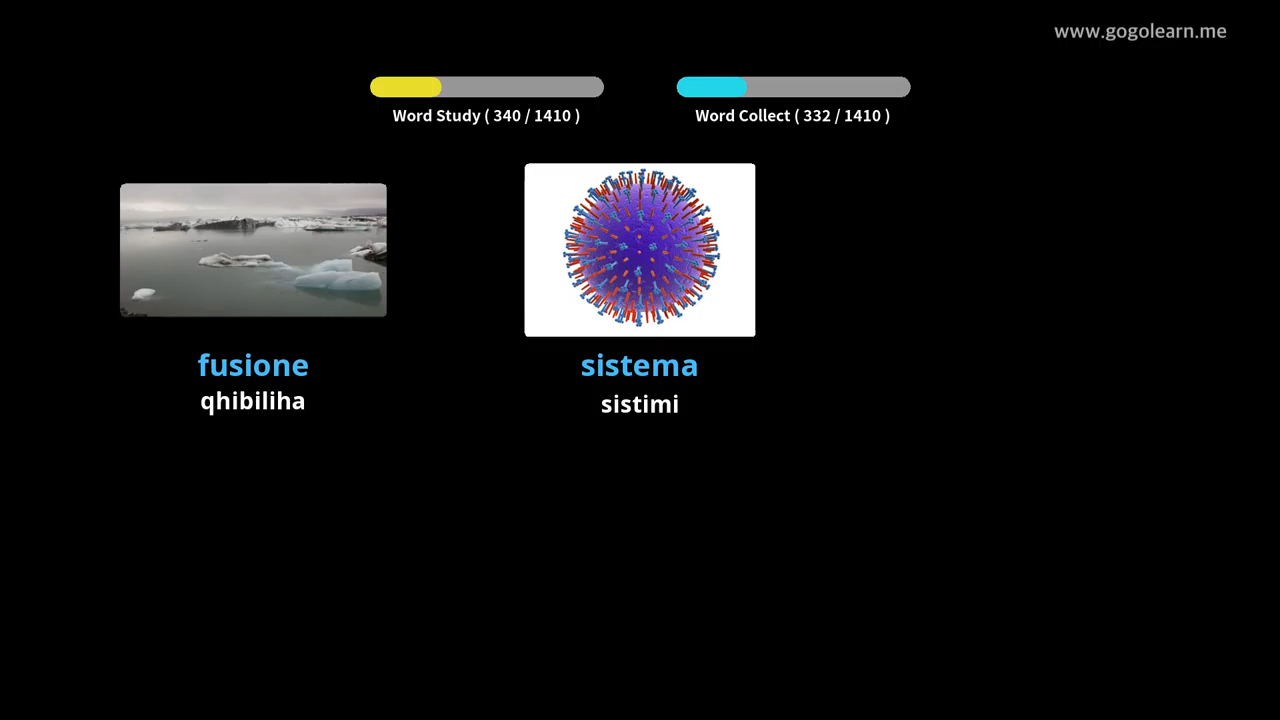 www.gogolearn.me
Word Study ( 340 / 1410 )
Word Collect ( 332 / 1410 )
fusione
qhibiliha
sistema
sistimi